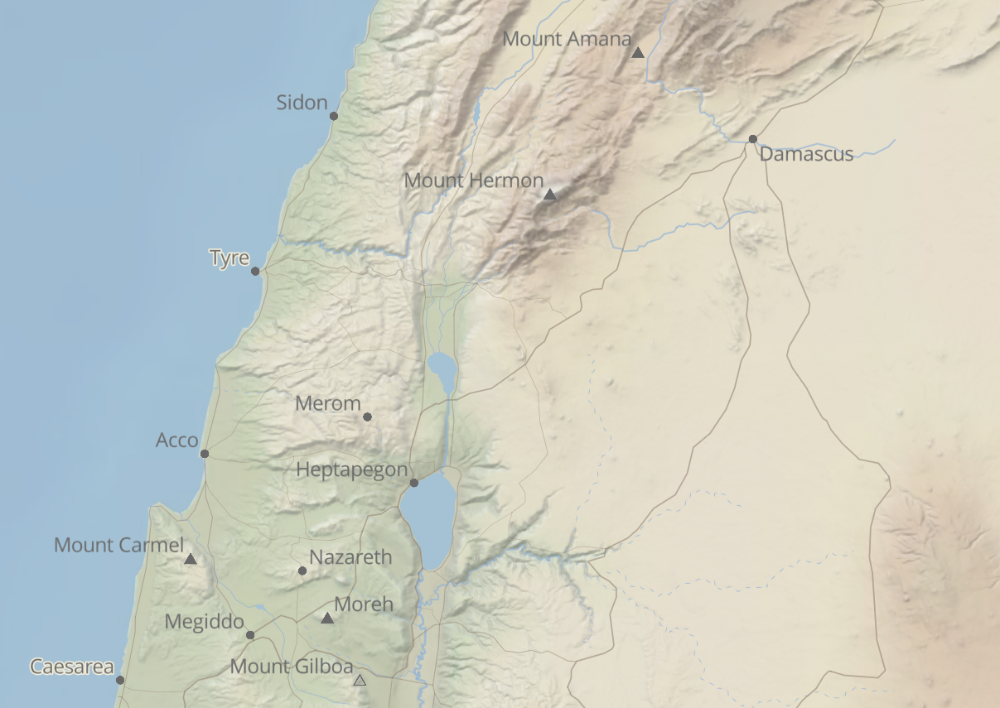 Mount Amana
Sidon
Damascus
Mount Hermon
Tyre
Merom
Acco
Heptapegon
Mount Carmel
Nazareth
Moreh
Megiddo
Caesarea
Mount Gilboa